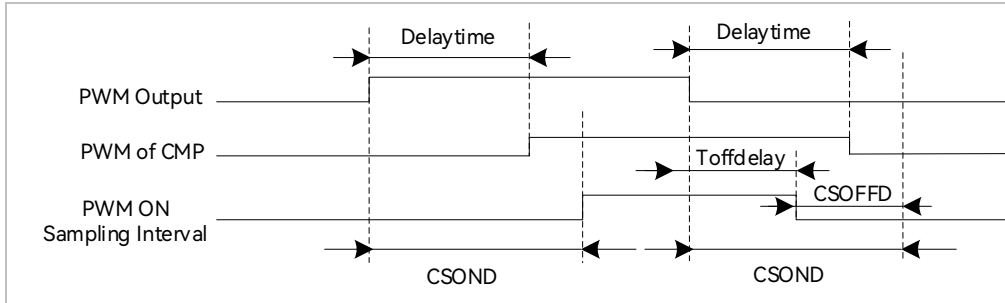 Delaytime
Delaytime
PWM Output
PWM of CMP
Toffdelay
CSOFFD
PWM ON
Sampling Interval
CSOND
CSOND